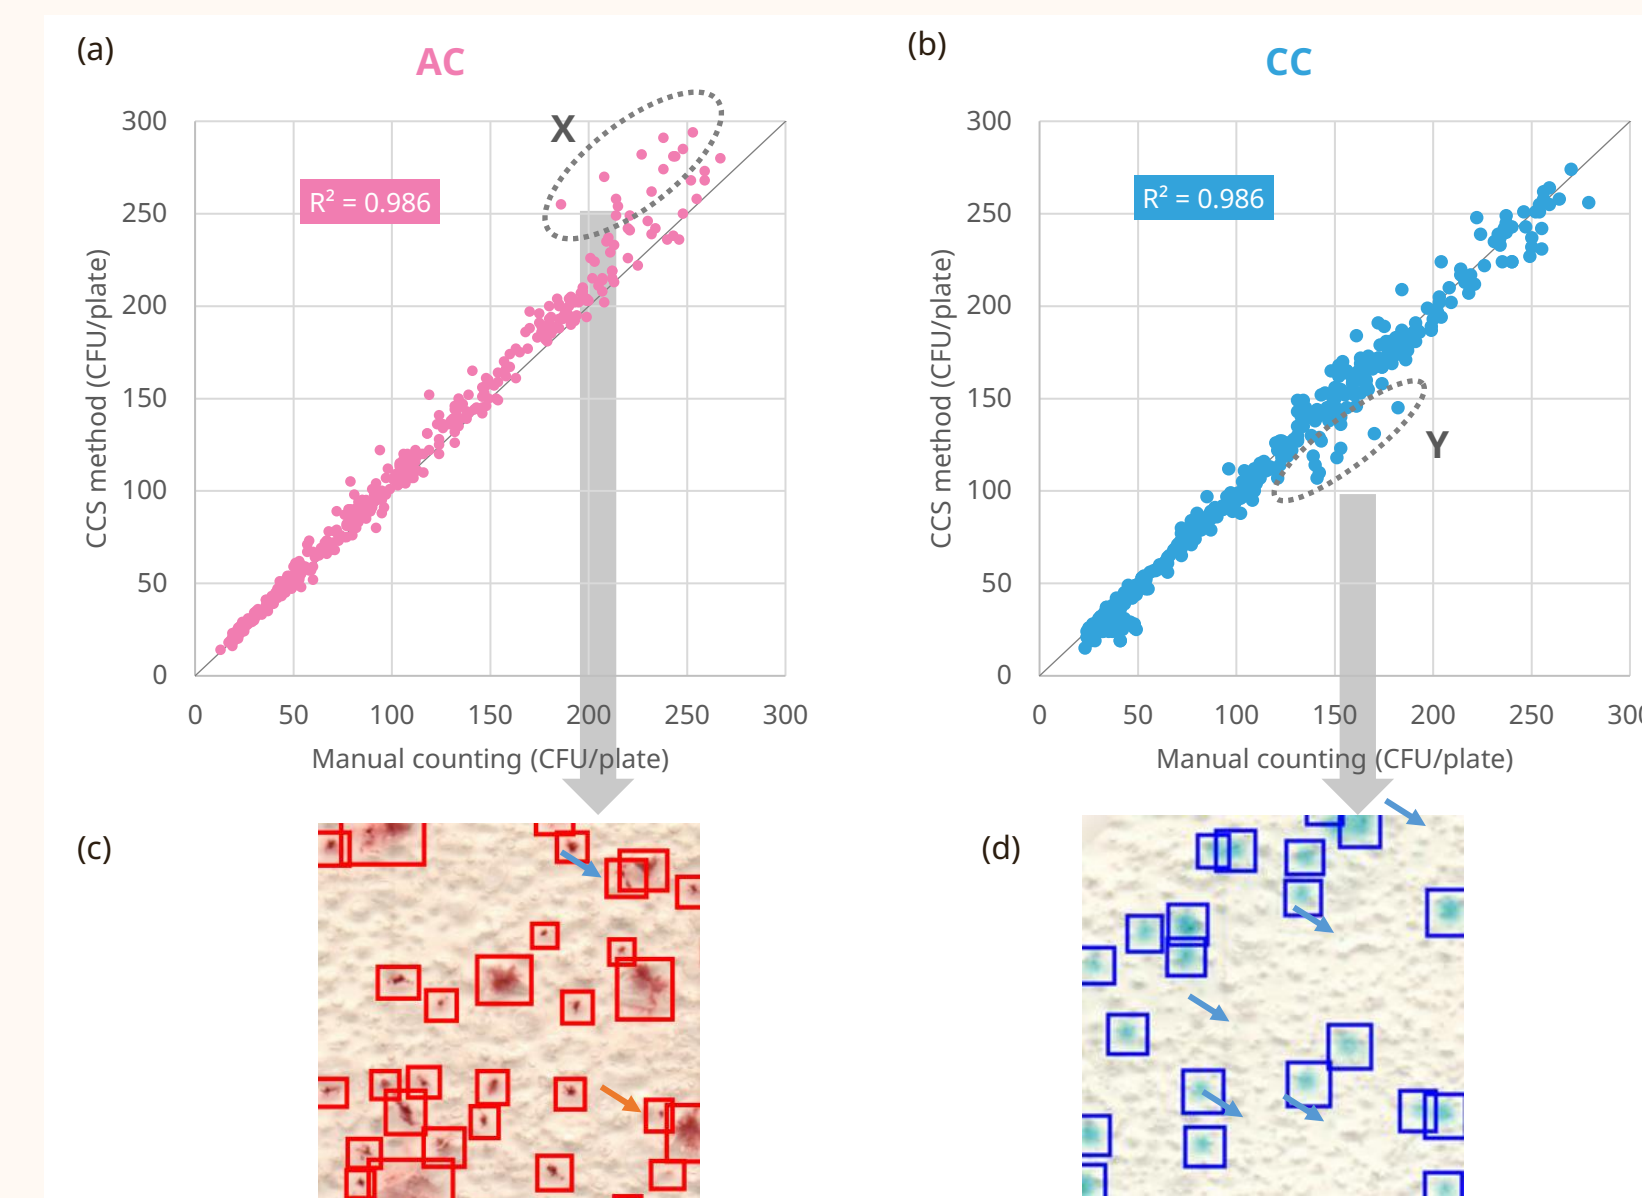 (a)
AC
X
R² = 0.986
CCS method (CFU/plate)
300
250
200
150
100
50
0
0 50 100 150 200 250 300
Manual counting (CFU/plate)
(b)
CC
R² = 0.986
Y
CCS method (CFU/plate)
300
250
200
150
100
50
0
0 50 100 150 200 250 300
Manual counting (CFU/plate)
(c)
(d)